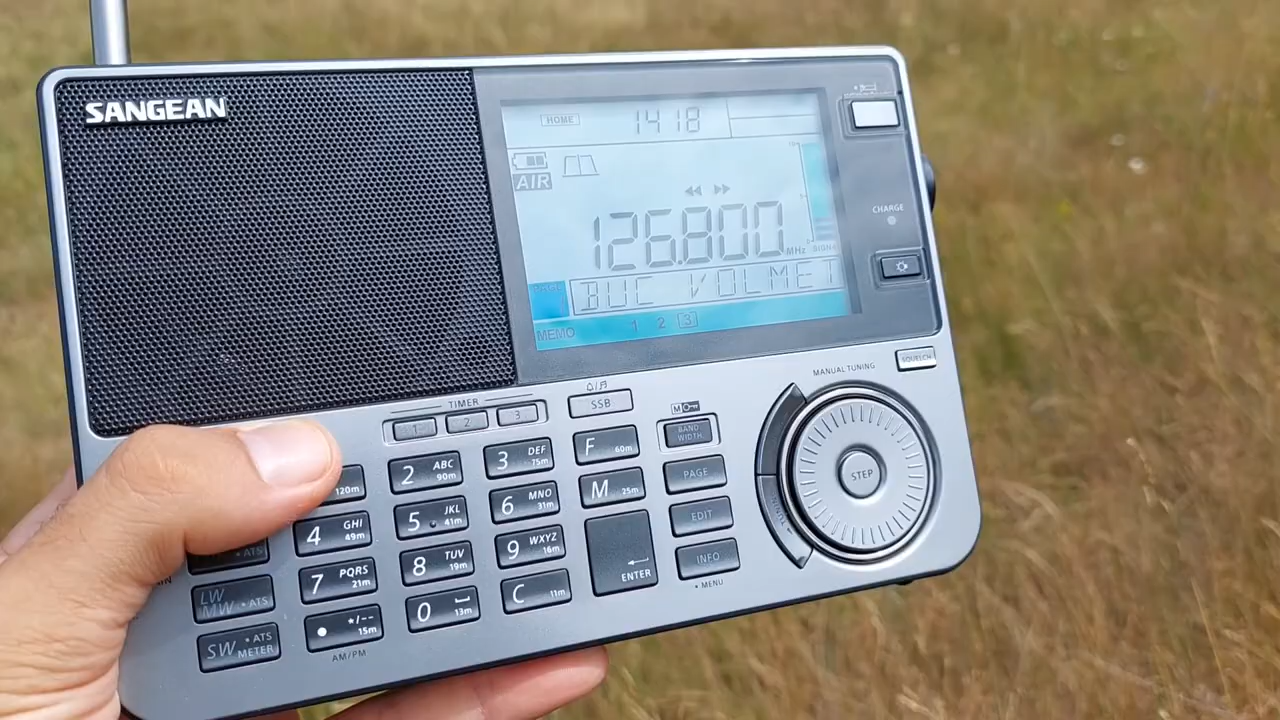 SANGEAN
HOME 14 18
AIR
CHARGE
126.800 MHz
BUC VOLMET
MEMO 1 2 3
MANUAL TUNING
SQUELCH
TIMER
1 2 3
SSB
BAND WIDTH
STEP
120m
2 ABC 90m
3 DEF 75m
F 60m
PAGE
• ATS
4 GHI 49m
5 JKL 41m
6 MNO 31m
M 25m
EDIT
LW MW • ATS
7 PQRS 21m
8 TUV 19m
9 WXYZ 16m
ENTER
INFO
• MENU
SW • ATS METER
• */-- 15m
0 13m
C 11m
AM/PM